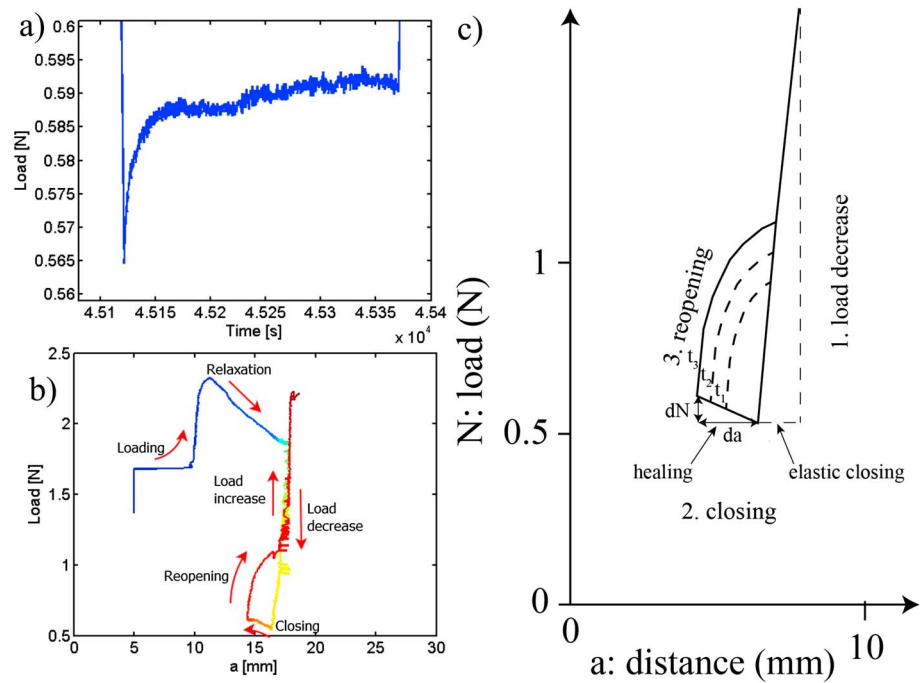 a)
0.6
0.595
0.59
0.585
0.58
0.575
0.57
0.565
0.56
Load [N]
4.51 4.515 4.52 4.525 4.53 4.535 4.54
Time [s]
x 10⁴
b)
2.5
2
1.5
1
0.5
Load [N]
Relaxation
Loading
Load increase
Load decrease
Reopening
Closing
0 5 10 15 20 25 30
a [mm]
c)
N: load (N)
1
0.5
0
3. reopening
t₃
t₂
t₁
1. load decrease
dN
da
healing
elastic closing
2. closing
0
10
a: distance (mm)